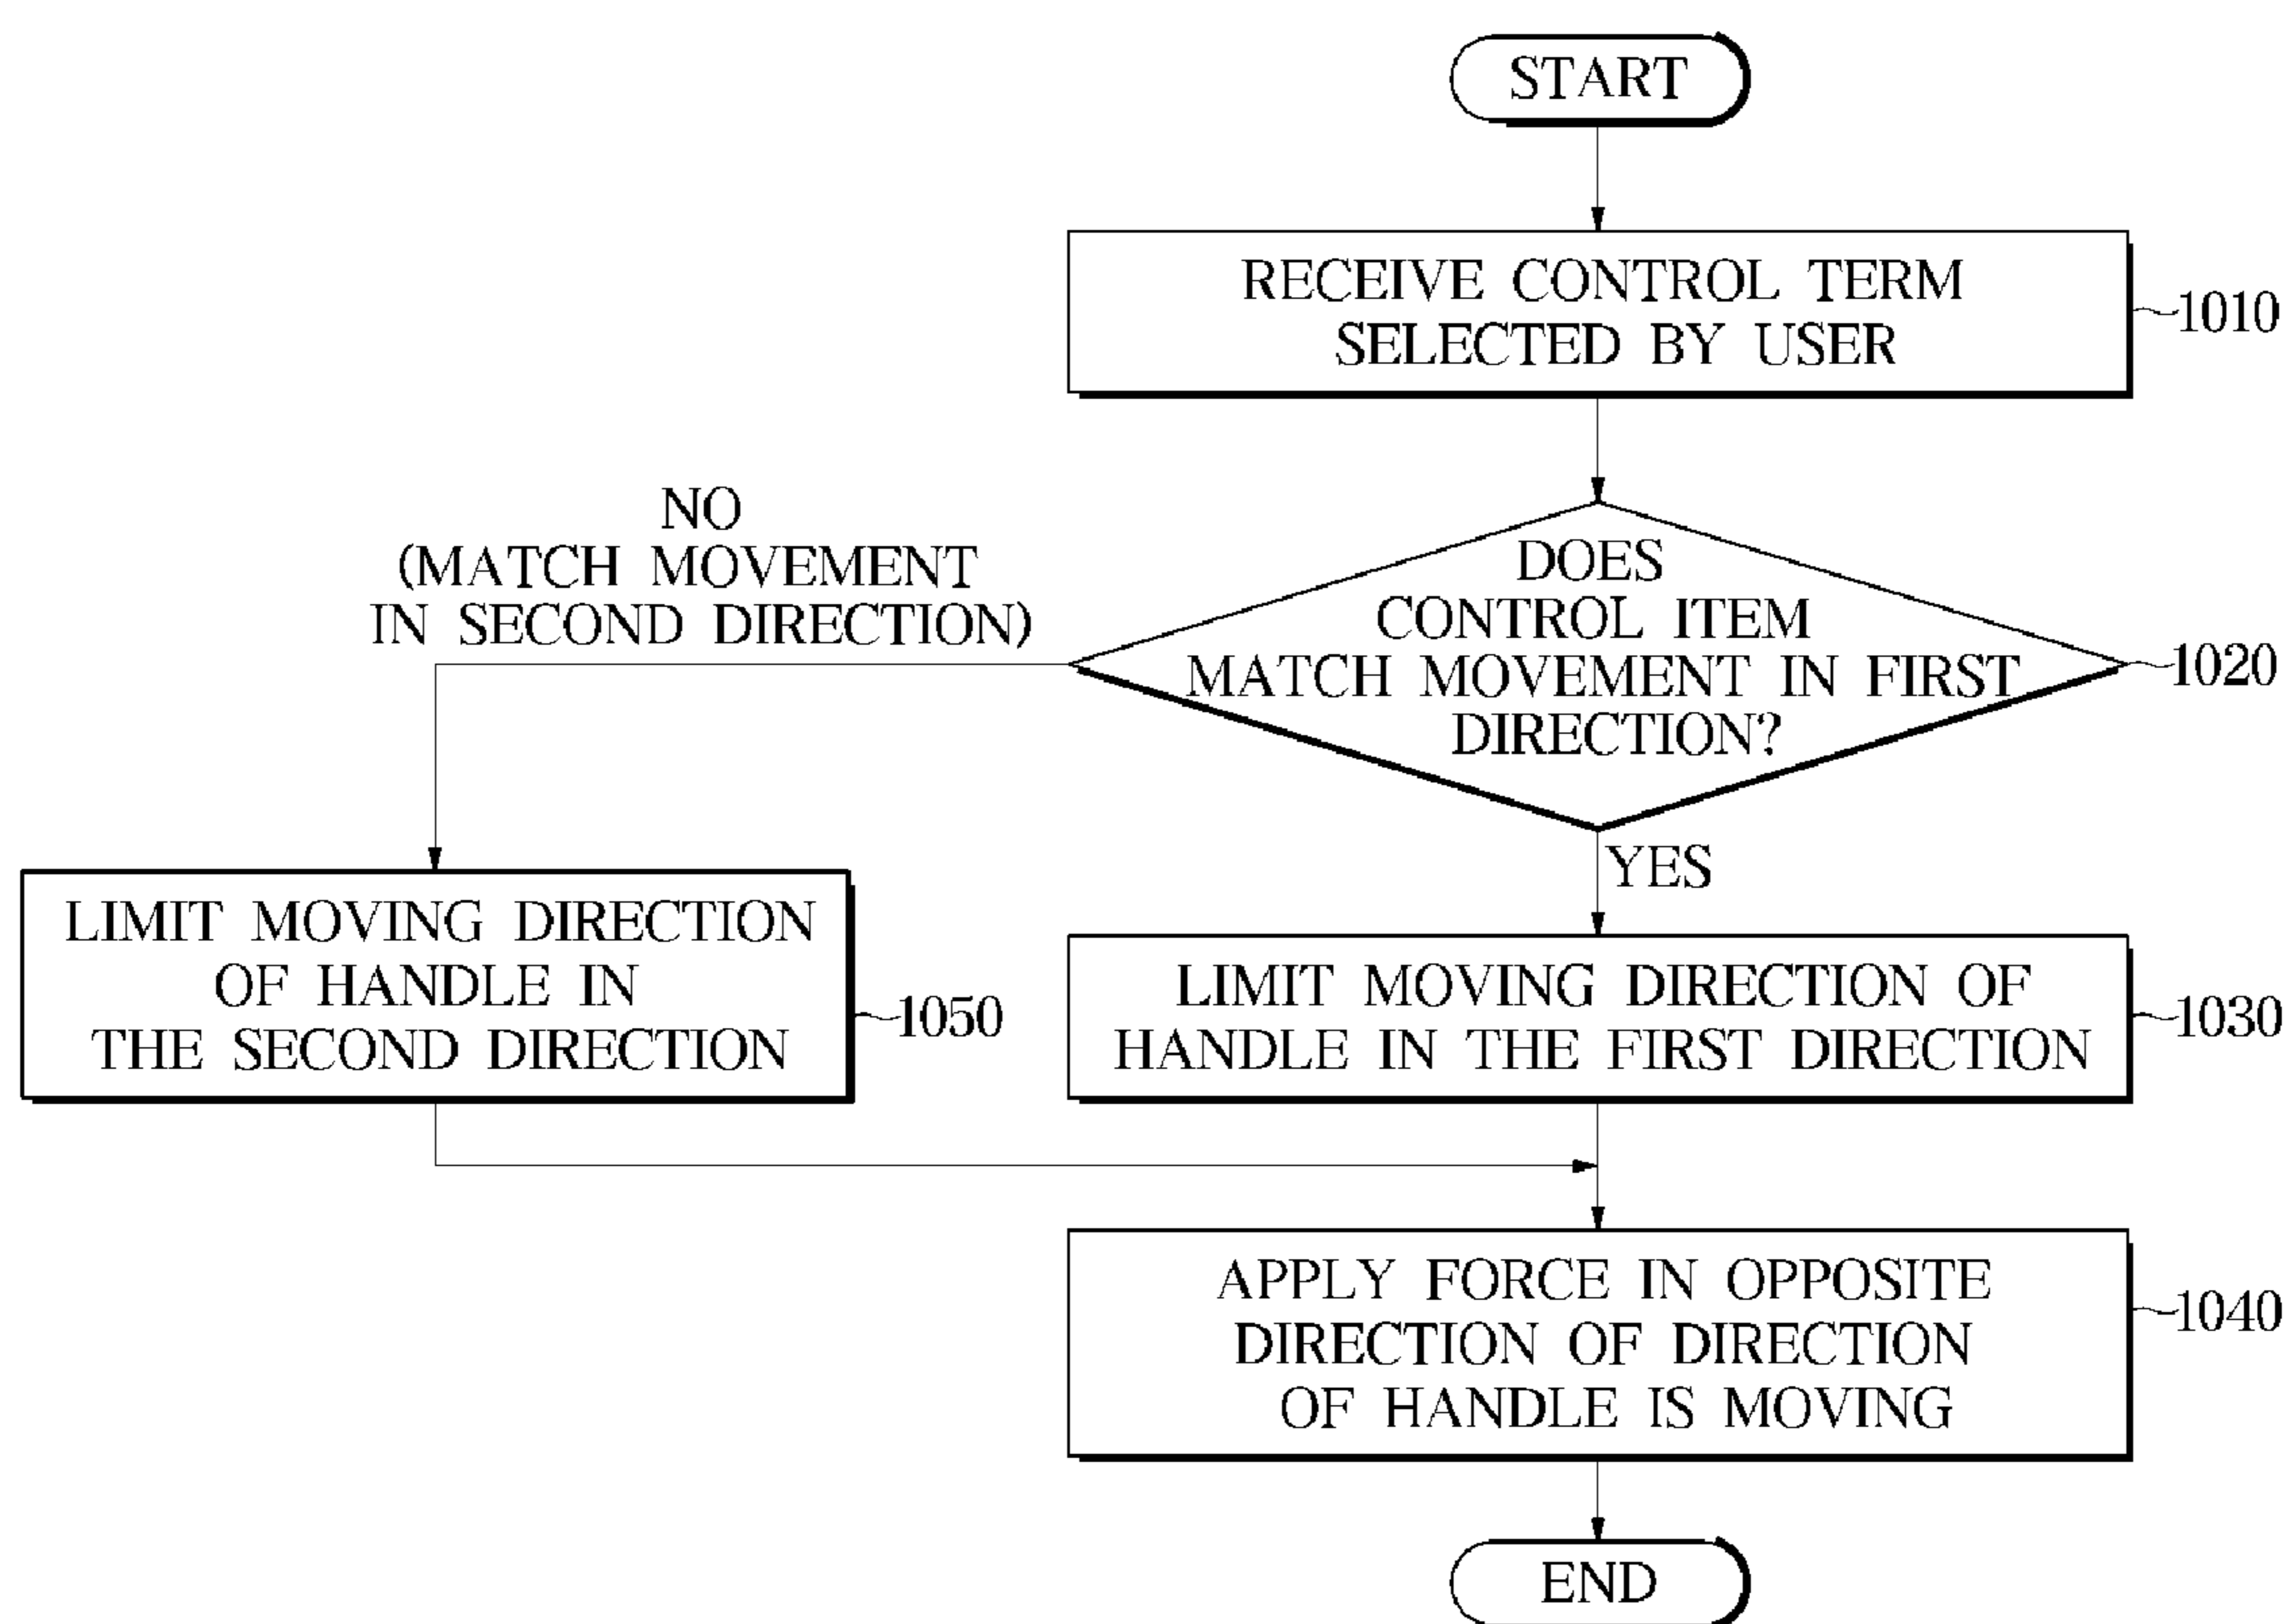 START
RECEIVE CONTROL TERM
SELECTED BY USER
1010
NO
(MATCH MOVEMENT
IN SECOND DIRECTION)
DOES
CONTROL ITEM
MATCH MOVEMENT IN FIRST
DIRECTION?
1020
YES
LIMIT MOVING DIRECTION
OF HANDLE IN
THE SECOND DIRECTION
1050
LIMIT MOVING DIRECTION OF
HANDLE IN THE FIRST DIRECTION
1030
APPLY FORCE IN OPPOSITE
DIRECTION OF DIRECTION
OF HANDLE IS MOVING
1040
END